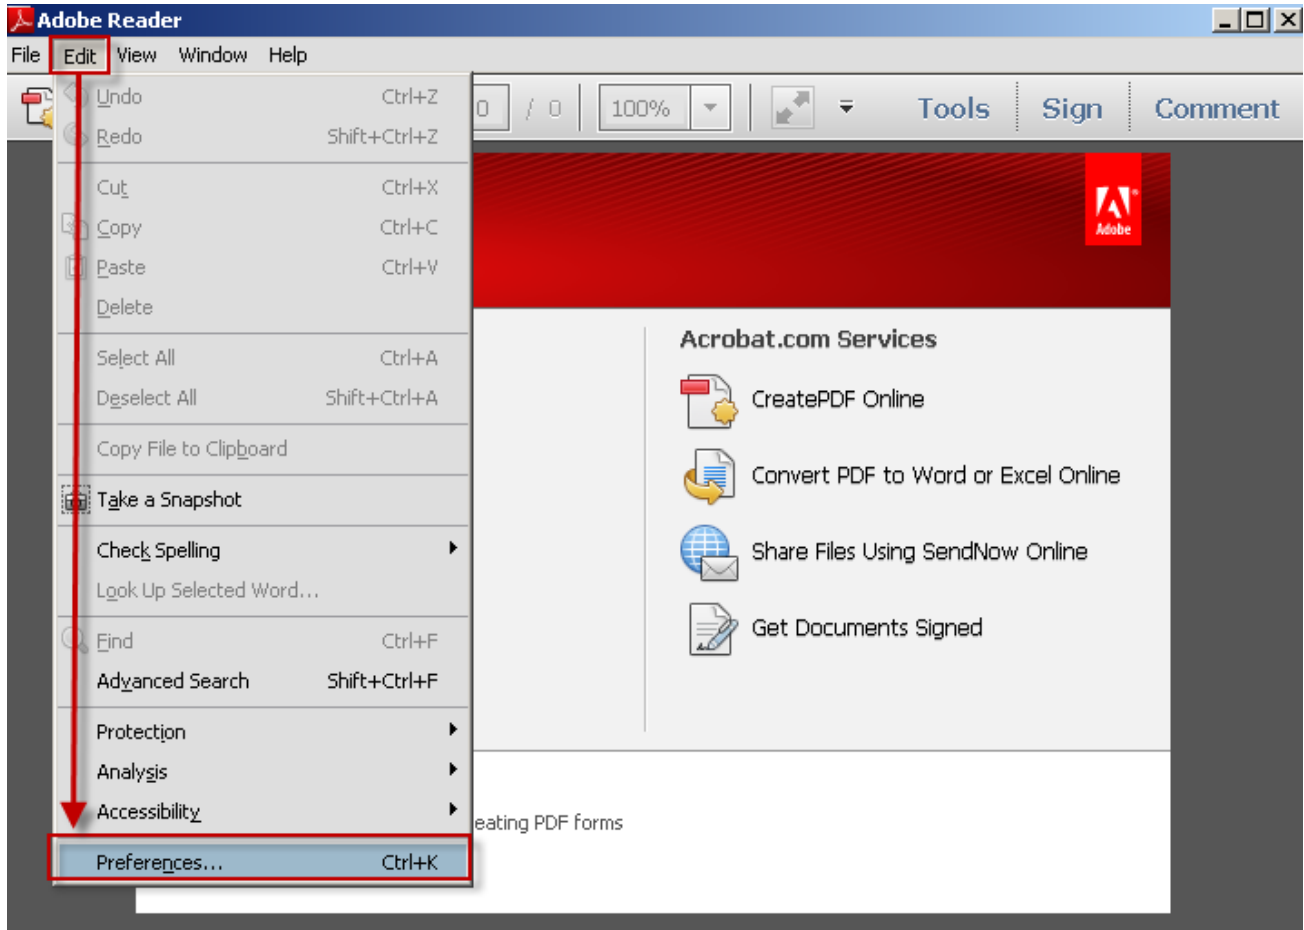 Adobe Reader
File Edit View Window Help
0 / 0 100% Tools Sign Comment
Undo Ctrl+Z
Redo Shift+Ctrl+Z
Cut Ctrl+X
Copy Ctrl+C
Paste Ctrl+V
Delete
Select All Ctrl+A
Deselect All Shift+Ctrl+A
Copy File to Clipboard
Take a Snapshot
Check Spelling
Look Up Selected Word...
Find Ctrl+F
Advanced Search Shift+Ctrl+F
Protection
Analysis
Accessibility
Preferences... Ctrl+K
Adobe
Acrobat.com Services
CreatePDF Online
Convert PDF to Word or Excel Online
Share Files Using SendNow Online
Get Documents Signed
eating PDF forms